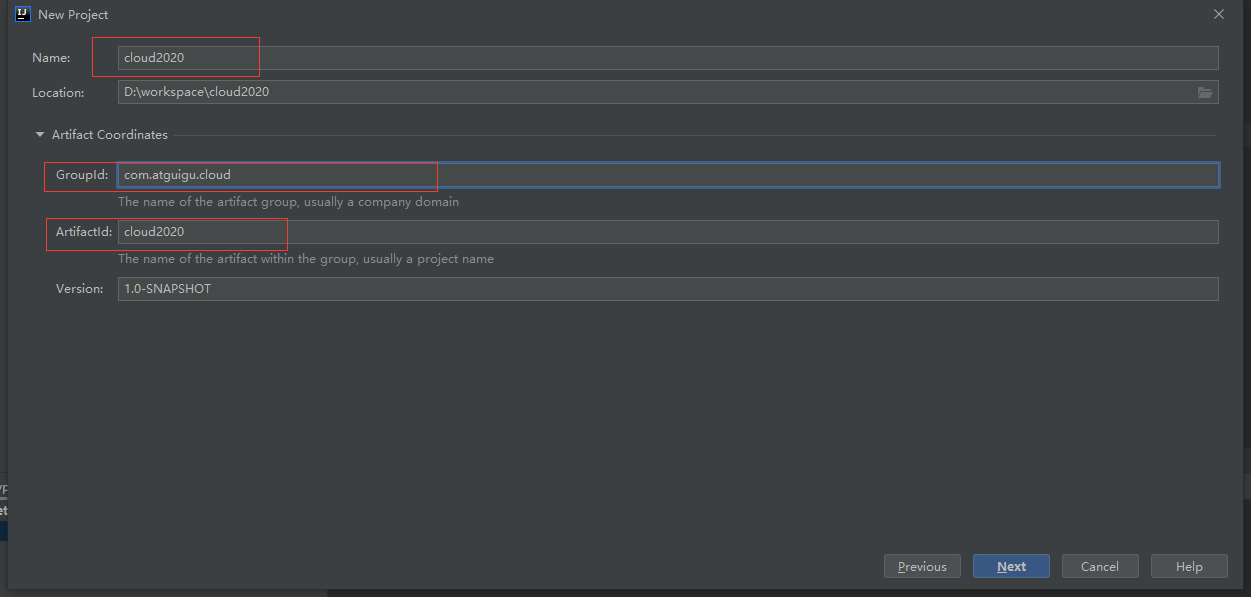 New Project
Name: cloud2020
Location: D:\workspace\cloud2020
Artifact Coordinates
GroupId: com.atguigu.cloud
The name of the artifact group, usually a company domain
ArtifactId: cloud2020
The name of the artifact within the group, usually a project name
Version: 1.0-SNAPSHOT
Previous Next Cancel Help